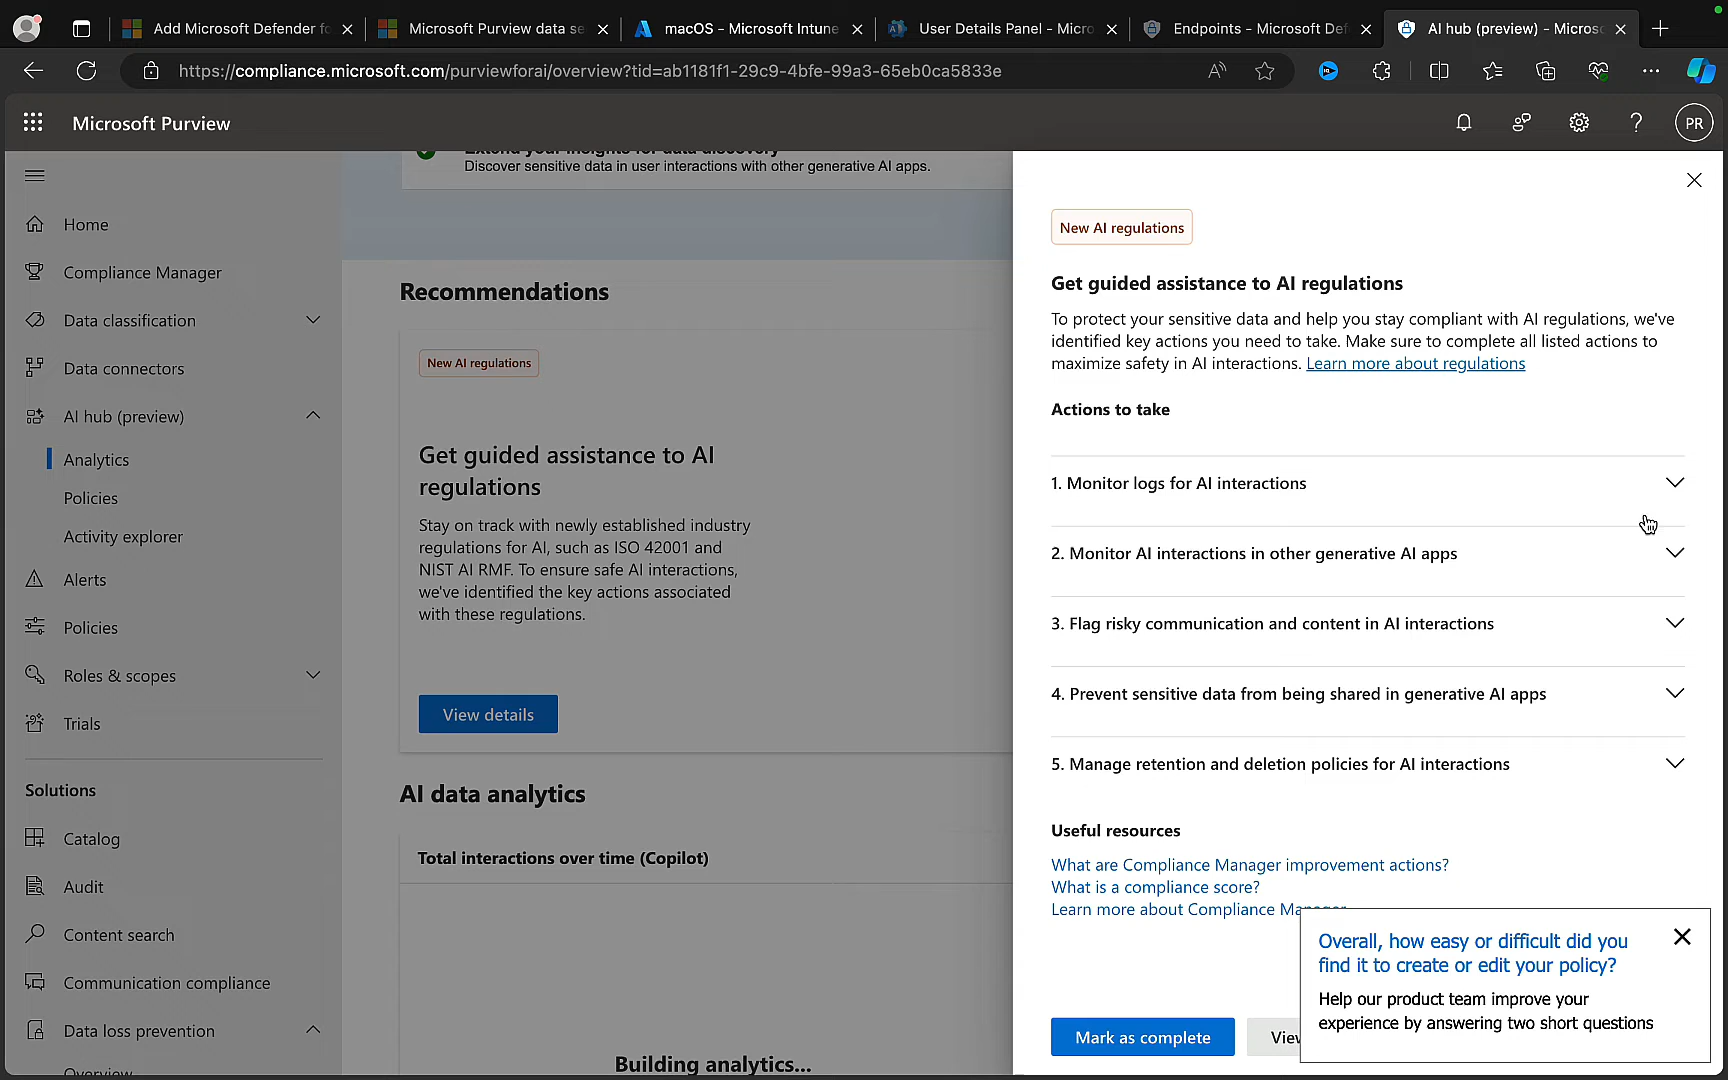 Add Microsoft Defender fo
Microsoft Purview data se
macOS - Microsoft Intune
User Details Panel - Micro
Endpoints - Microsoft Def
AI hub (preview) - Microsc
https://compliance.microsoft.com/purviewforai/overview?tid=ab1181f1-29c9-4bfe-99a3-65eb0ca5833e
Microsoft Purview
PR
Home
Compliance Manager
Data classification
Data connectors
AI hub (preview)
Analytics
Policies
Activity explorer
Alerts
Policies
Roles & scopes
Trials
Solutions
Catalog
Audit
Content search
Communication compliance
Data loss prevention
Overview
Extend your insights for data discovery
Discover sensitive data in user interactions with other generative AI apps.
Recommendations
New AI regulations
Get guided assistance to AI
regulations
Stay on track with newly established industry
regulations for AI, such as ISO 42001 and
NIST AI RMF. To ensure safe AI interactions,
we've identified the key actions associated
with these regulations.
View details
AI data analytics
Total interactions over time (Copilot)
Building analytics...
New AI regulations
Get guided assistance to AI regulations
To protect your sensitive data and help you stay compliant with AI regulations, we've
identified key actions you need to take. Make sure to complete all listed actions to
maximize safety in AI interactions. Learn more about regulations
Actions to take
1. Monitor logs for AI interactions
2. Monitor AI interactions in other generative AI apps
3. Flag risky communication and content in AI interactions
4. Prevent sensitive data from being shared in generative AI apps
5. Manage retention and deletion policies for AI interactions
Useful resources
What are Compliance Manager improvement actions?
What is a compliance score?
Learn more about Compliance Manager
Mark as complete
View
Overall, how easy or difficult did you
find it to create or edit your policy?
Help our product team improve your
experience by answering two short questions